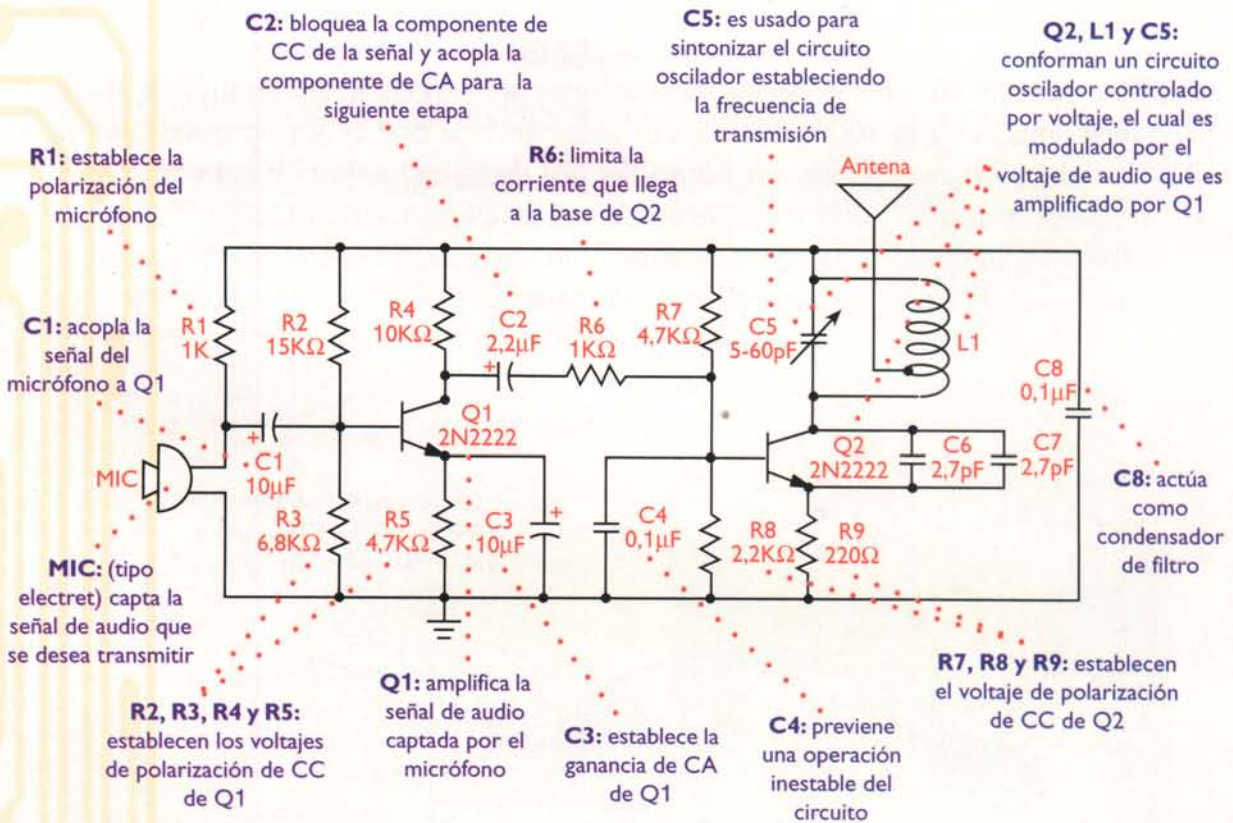 C2: bloquea la componente de
CC de la señal y acopla la
componente de CA para la
siguiente etapa
C5: es usado para
sintonizar el circuito
oscilador estableciendo
la frecuencia de
transmisión
Q2, L1 y C5:
conforman un circuito
oscilador controlado
por voltaje, el cual es
modulado por el
voltaje de audio que es
amplificado por Q1
R1: establece la
polarización del
micrófono
R6: limita la
corriente que llega
a la base de Q2
Antena
C1: acopla la
señal del
micrófono a Q1
R1
1K
R2
15KΩ
R4
10KΩ
C2
2,2µF
+
R6
1KΩ
R7
4,7KΩ
C5
5-60pF
L1
C8
0,1µF
MIC
+
C1
10µF
Q1
2N2222
Q2
2N2222
C6
2,7pF
C7
2,7pF
R3
6,8KΩ
R5
4,7KΩ
C3
10µF
+
C4
0,1µF
R8
2,2KΩ
R9
220Ω
C8: actúa
como
condensador
de filtro
MIC: (tipo
electret) capta la
señal de audio que
se desea transmitir
R2, R3, R4 y R5:
establecen los voltajes
de polarización de CC
de Q1
Q1: amplifica la
señal de audio
captada por el
micrófono
C3: establece la
ganancia de CA
de Q1
C4: previene
una operación
inestable del
circuito
R7, R8 y R9: establecen
el voltaje de polarización
de CC de Q2